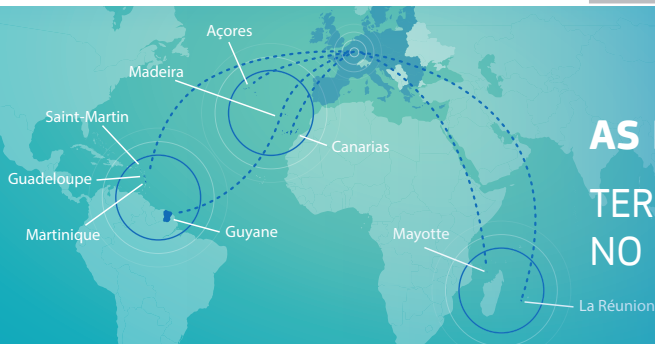 Açores
Madeira
Saint-Martin
Guadeloupe
Martinique
Guyane
Canarias
Mayotte
La Réunion
AS
TER
NO